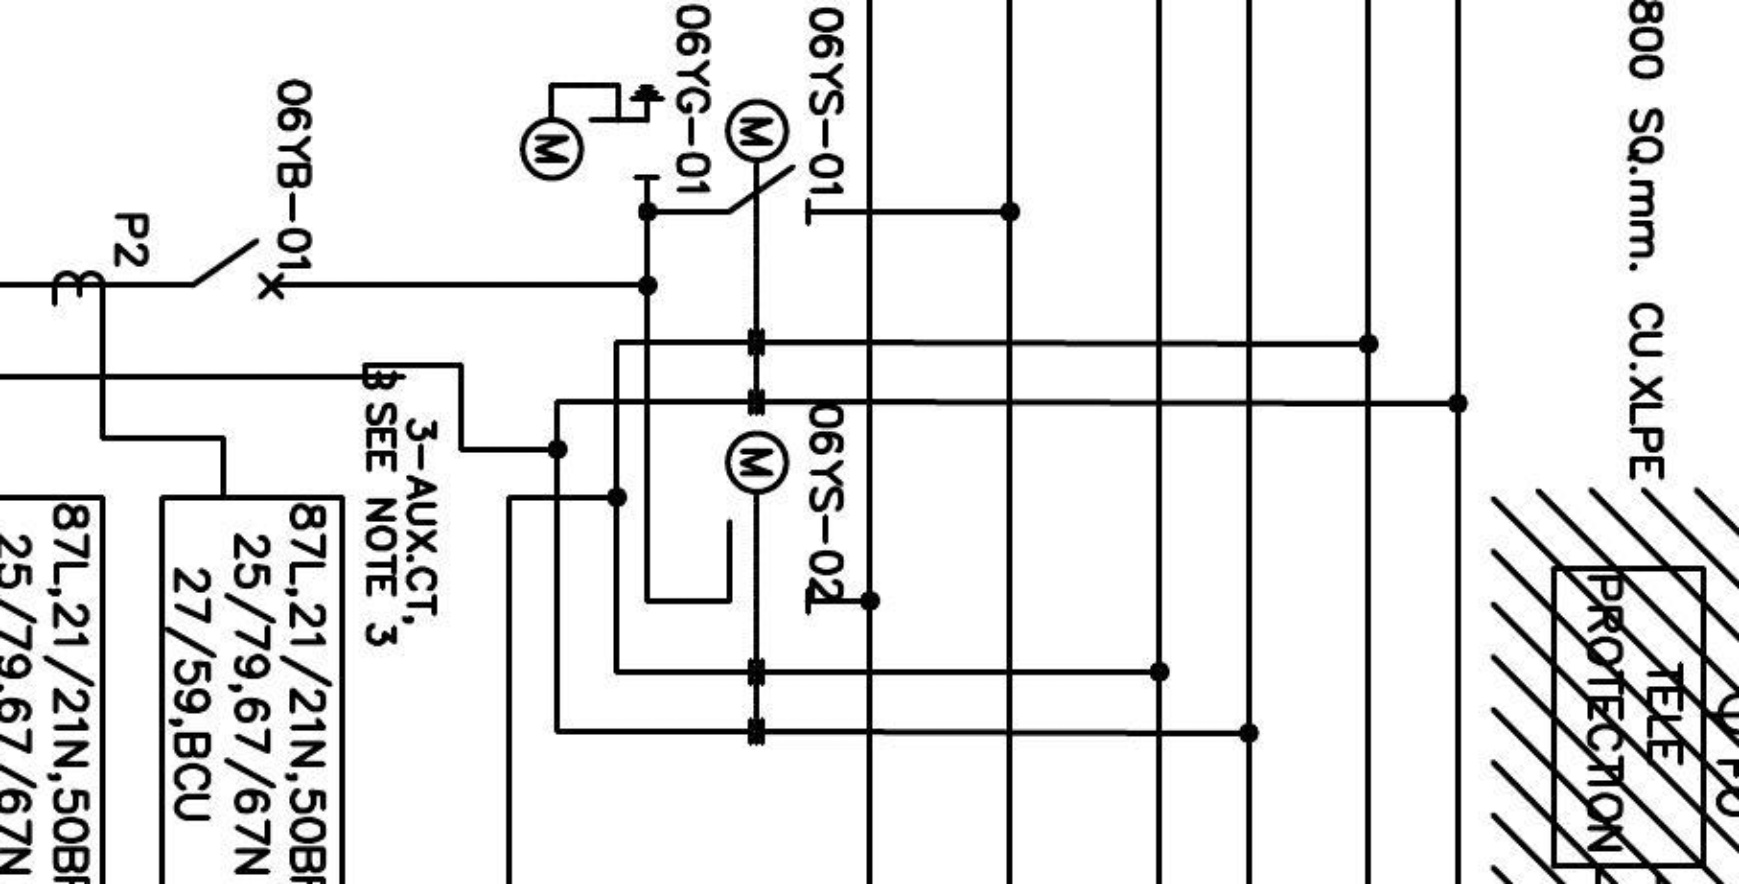 800 SQ.mm. CU.XLPE
TELE
PROTECTION
06YS-01
06YG-01
M
M
06YB-01
P2
06YS-02
M
3-AUX.CT,
SEE NOTE 3
87L,21/21N,50BF
25/79,67/67N
27/59,BCU
87L,21/21N,50BF
25/79,67/67N